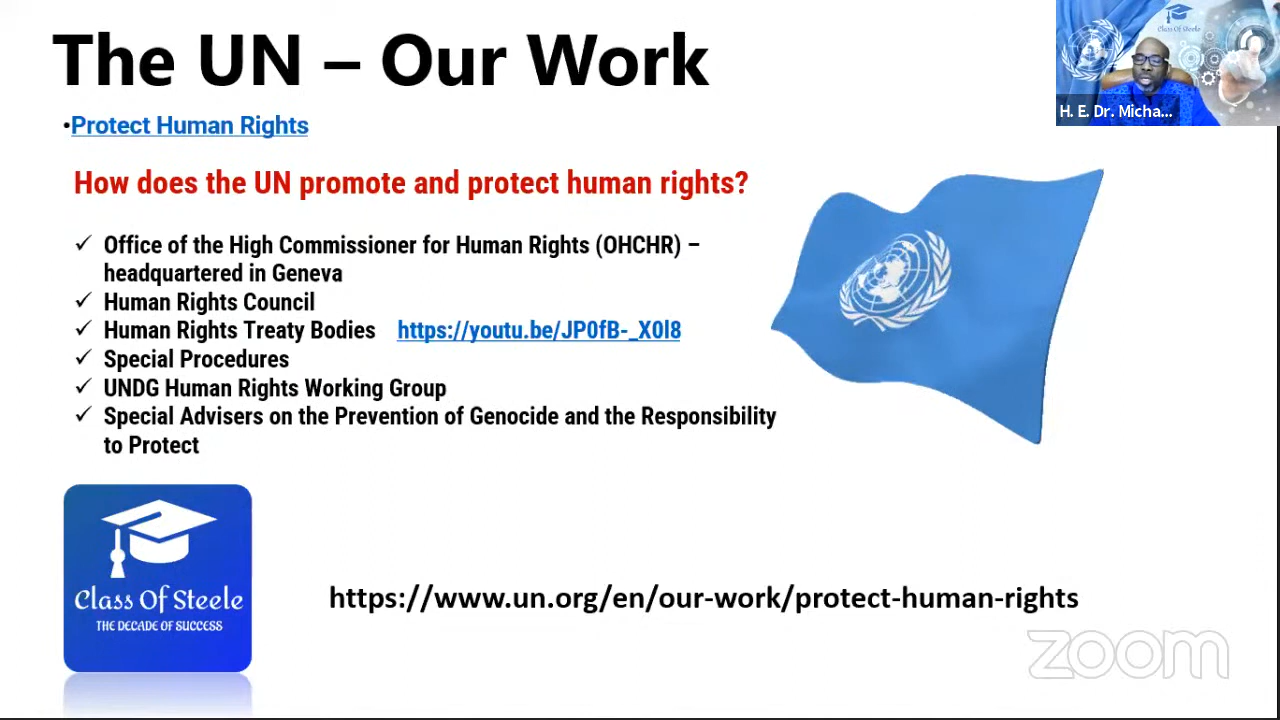 The UN – Our Work
Class Of Steele
H. E. Dr. Micha...
•Protect Human Rights
How does the UN promote and protect human rights?
✓ Office of the High Commissioner for Human Rights (OHCHR) –
headquartered in Geneva
✓ Human Rights Council
✓ Human Rights Treaty Bodies https://youtu.be/JP0fB-_X0l8
✓ Special Procedures
✓ UNDG Human Rights Working Group
✓ Special Advisers on the Prevention of Genocide and the Responsibility
to Protect
Class Of Steele
THE DECADE OF SUCCESS
https://www.un.org/en/our-work/protect-human-rights
zoom